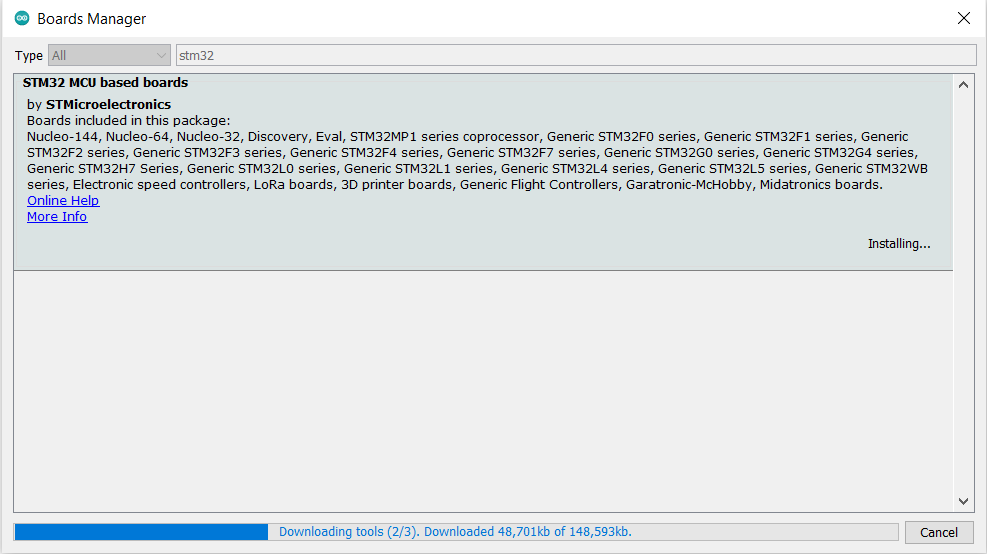 Boards Manager
Type All stm32
STM32 MCU based boards
by STMicroelectronics
Boards included in this package:
Nucleo-144, Nucleo-64, Nucleo-32, Discovery, Eval, STM32MP1 series coprocessor, Generic STM32F0 series, Generic STM32F1 series, Generic
STM32F2 series, Generic STM32F3 series, Generic STM32F4 series, Generic STM32F7 series, Generic STM32G0 series, Generic STM32G4 series,
Generic STM32H7 Series, Generic STM32L0 series, Generic STM32L1 series, Generic STM32L4 series, Generic STM32L5 series, Generic STM32WB
series, Electronic speed controllers, LoRa boards, 3D printer boards, Generic Flight Controllers, Garatronic-McHobby, Midatronics boards.
Online Help
More Info
Installing...
Downloading tools (2/3). Downloaded 48,701kb of 148,593kb.
Cancel